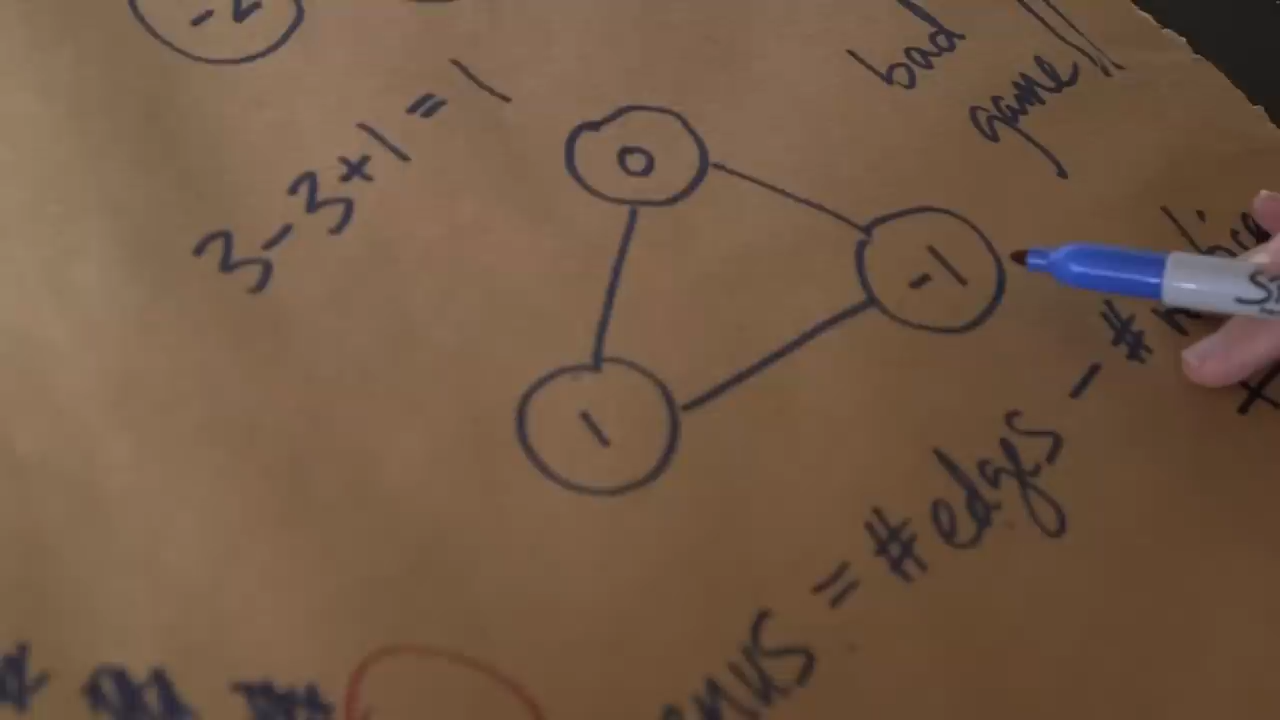 -2
bad
game
3-3+1=1
0
-1
1
= #edges - #